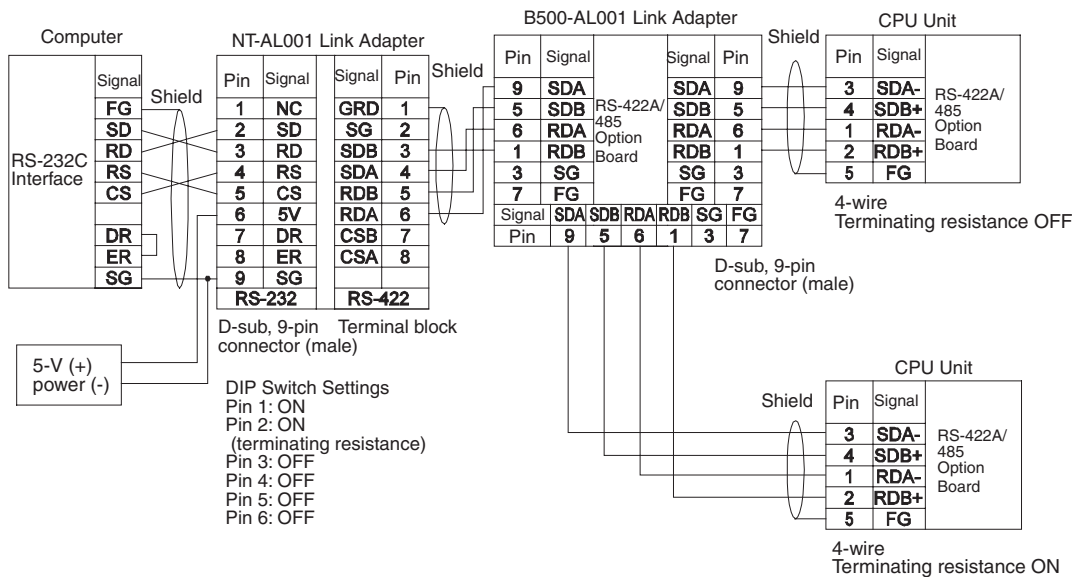 Computer
Signal
RS-232C
Interface
FG
SD
RD
RS
CS
DR
ER
SG
Shield
5-V (+)
power (-)
NT-AL001 Link Adapter
Pin Signal Signal Pin
1 NC GRD 1
2 SD SG 2
3 RD SDB 3
4 RS SDA 4
5 CS RDB 5
6 5V RDA 6
7 DR CSB 7
8 ER CSA 8
9 SG
RS-232 RS-422
D-sub, 9-pin
connector (male)
Terminal block
DIP Switch Settings
Pin 1: ON
Pin 2: ON
(terminating resistance)
Pin 3: OFF
Pin 4: OFF
Pin 5: OFF
Pin 6: OFF
Shield
B500-AL001 Link Adapter
Pin Signal Signal Pin
9 SDA SDA 9
5 SDB SDB 5
6 RDA RDA 6
1 RDB RDB 1
3 SG SG 3
7 FG FG 7
RS-422A/
485
Option
Board
Signal SDA SDB RDA RDB SG FG
Pin 9 5 6 1 3 7
D-sub, 9-pin
connector (male)
Shield
CPU Unit
Pin Signal
3 SDA-
4 SDB+
1 RDA-
2 RDB+
5 FG
RS-422A/
485
Option
Board
4-wire
Terminating resistance OFF
CPU Unit
Shield
Pin Signal
3 SDA-
4 SDB+
1 RDA-
2 RDB+
5 FG
RS-422A/
485
Option
Board
4-wire
Terminating resistance ON